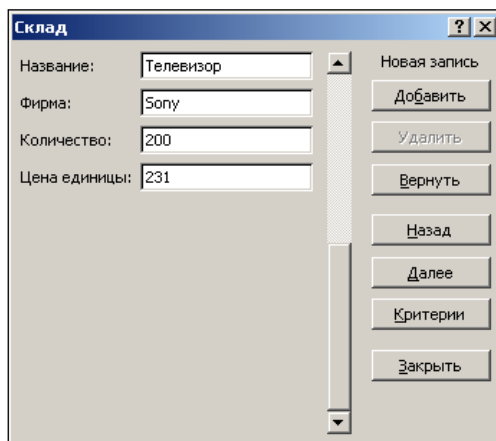 Склад
Название: Телевизор
Фирма: Sony
Количество: 200
Цена единицы: 231
Новая запись
Добавить
Удалить
Вернуть
Назад
Далее
Критерии
Закрыть